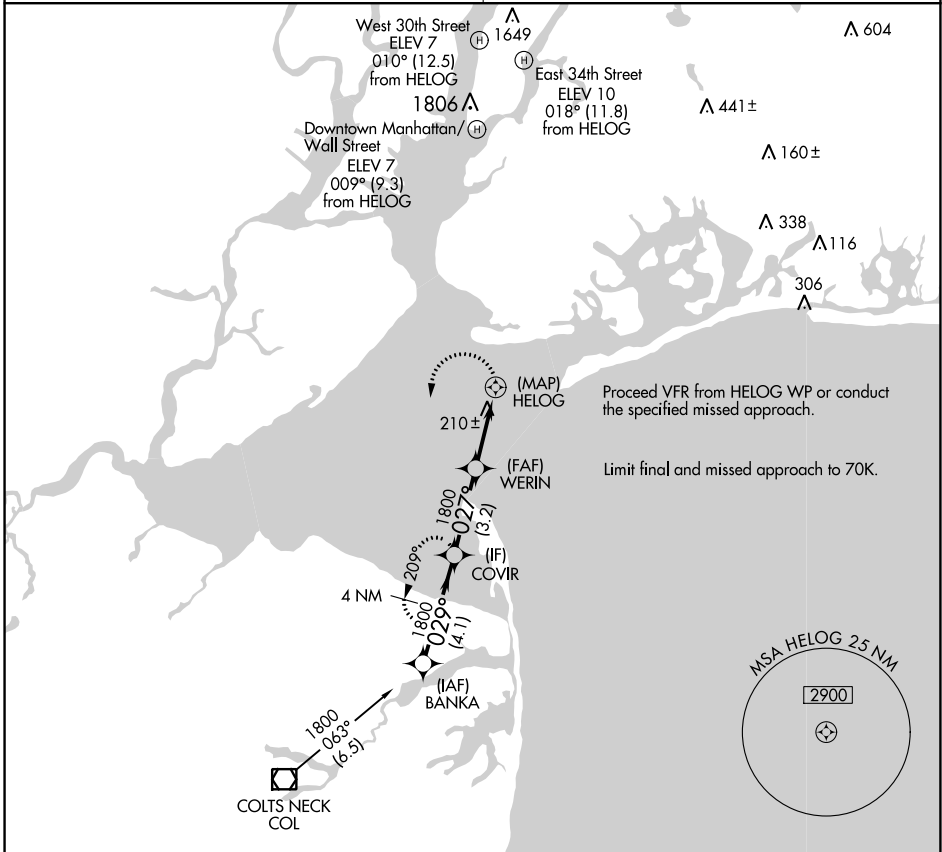 West 30th Street
ELEV 7
010° (12.5)
from HELOG
H
1649
604
H
East 34th Street
ELEV 10
018° (11.8)
from HELOG
1806
441±
Downtown Manhattan/
Wall Street
H
ELEV 7
009° (9.3)
from HELOG
160±
338
116
306
(MAP)
HELOG
Proceed VFR from HELOG WP or conduct
the specified missed approach.
210±
(FAF)
WERIN
Limit final and missed approach to 70K.
1800
027°
(3.2)
(IF)
COVIR
209°
4 NM
1800
029°
(4.1)
(IAF)
BANKA
MSA HELOG 25 NM
2900
1800
063°
(6.5)
COLTS NECK
COL